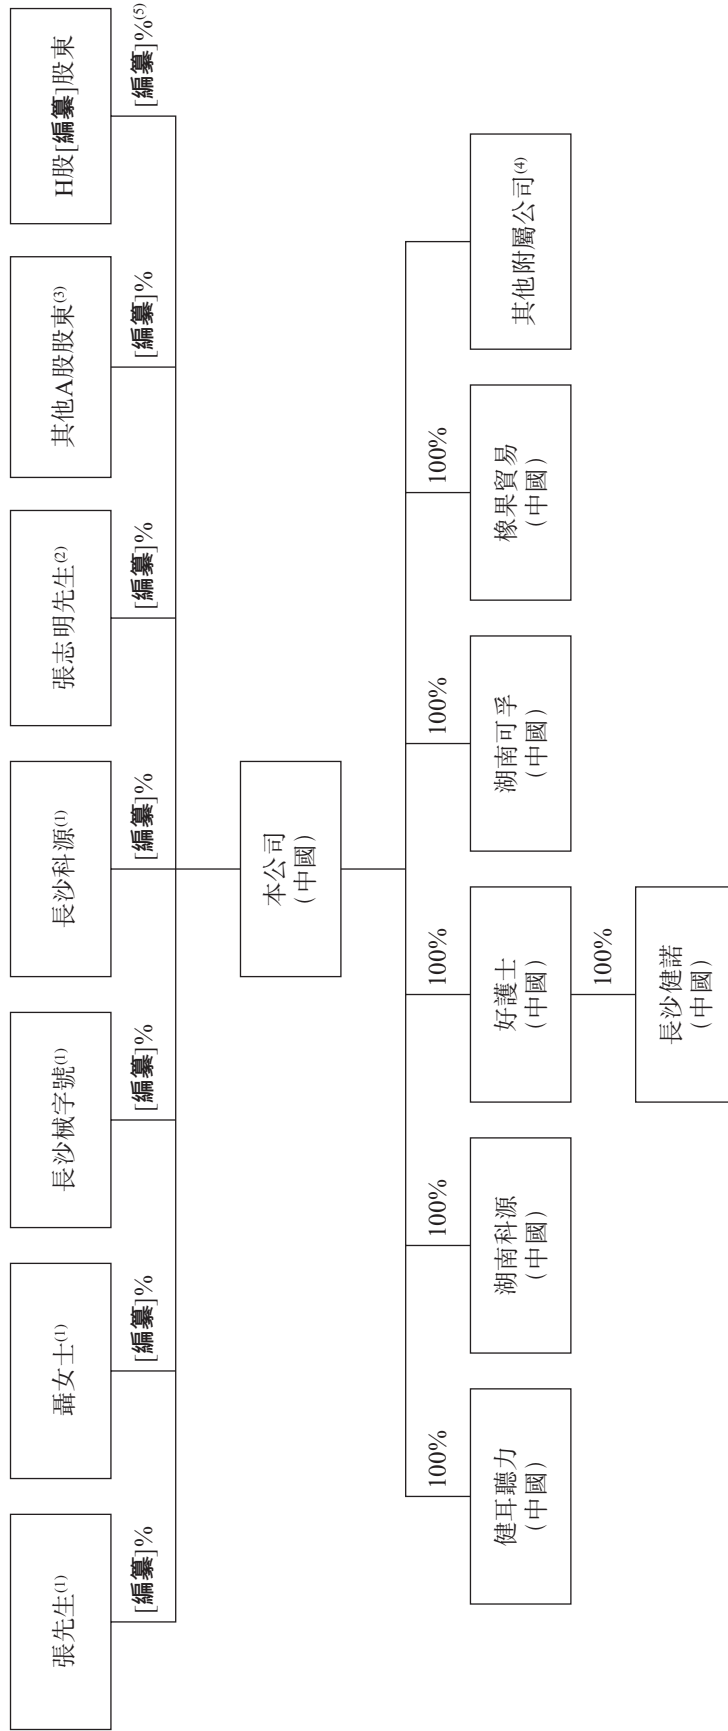 張先生(1)
聶女士(1)
長沙械字號(1)
長沙科源(1)
張志明先生(2)
其他A股股東(3)
H股[編纂]股東
[編纂]%
[編纂]%
[編纂]%
[編纂]%
[編纂]%
[編纂]%
[編纂]%(5)
本公司
(中國)
100%
100%
100%
100%
100%
健耳聽力
(中國)
湖南科源
(中國)
好護士
(中國)
湖南可孚
(中國)
橡果貿易
(中國)
其他附屬公司(4)
100%
長沙健諾
(中國)